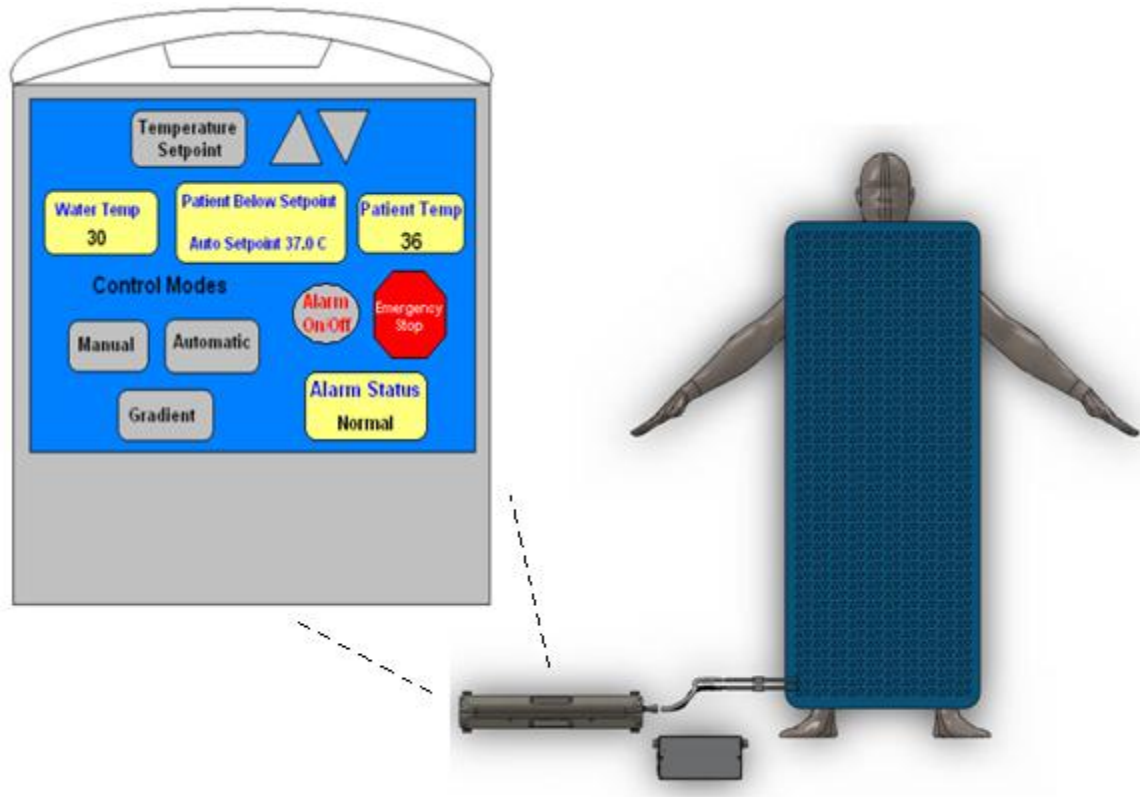 Temperature
Setpoint
Water Temp
30
Patient Below Setpoint
Auto Setpoint 37.0 C
Patient Temp
36
Control Modes
Alarm
On/Off
Emergency
Stop
Manual
Automatic
Gradient
Alarm Status
Normal